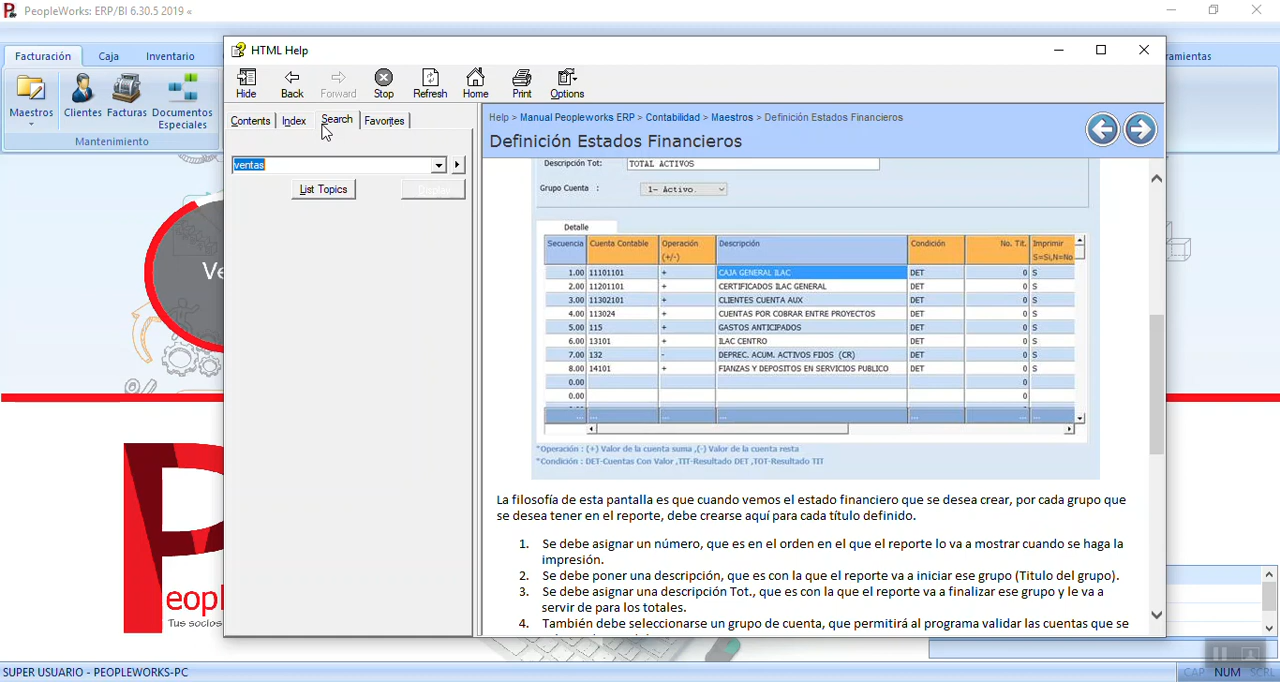 PeopleWorks: ERP/BI 6.30.5 2019 «
Facturación
Caja
Inventario
ramientas
Maestros
Clientes
Facturas
Documentos
Especiales
Mantenimiento
Ve
HTML Help
Hide
Back
Forward
Stop
Refresh
Home
Print
Options
Contents
Index
Search
Favorites
ventas
List Topics
Display
Help > Manual Peopleworks ERP > Contabilidad > Maestros > Definición Estados Financieros
Definición Estados Financieros
Descripción Tot: TOTAL ACTIVOS
Grupo Cuenta : 1- Activo.
Detalle
Secuencia Cuenta Contable Operación (+/-) Descripción Condición No. Tit. Imprimir S=Si,N=No
1.00 11101101 + CAJA GENERAL ILAC DET 0 S
2.00 11201101 + CERTIFICADOS ILAC GENERAL DET 0 S
3.00 11302101 + CLIENTES CUENTA AUX DET 0 S
4.00 113024 + CUENTAS POR COBRAR ENTRE PROYECTOS DET 0 S
5.00 115 + GASTOS ANTICIPADOS DET 0 S
6.00 13101 + ILAC CENTRO DET 0 S
7.00 132 - DEPREC. ACUM. ACTIVOS FIJOS (CR) DET 0 S
8.00 14101 + FIANZAS Y DEPOSITOS EN SERVICIOS PUBLICO DET 0 S
0.00 0
0.00 0
*Operación : (+) Valor de la cuenta suma ,(-) Valor de la cuenta resta
*Condición : DET-Cuentas Con Valor ,TIT-Resultado DET ,TOT-Resultado TIT
La filosofía de esta pantalla es que cuando vemos el estado financiero que se desea crear, por cada grupo que
se desea tener en el reporte, debe crearse aquí para cada título definido.
1. Se debe asignar un número, que es en el orden en el que el reporte lo va a mostrar cuando se haga la
impresión.
2. Se debe poner una descripción, que es con la que el reporte va a iniciar ese grupo (Titulo del grupo).
3. Se debe asignar una descripción Tot., que es con la que el reporte va a finalizar ese grupo y le va a
servir de para los totales.
4. También debe seleccionarse un grupo de cuenta, que permitirá al programa validar las cuentas que se
eopl
Tus socios
SUPER USUARIO - PEOPLEWORKS-PC
CAP NUM SCRL